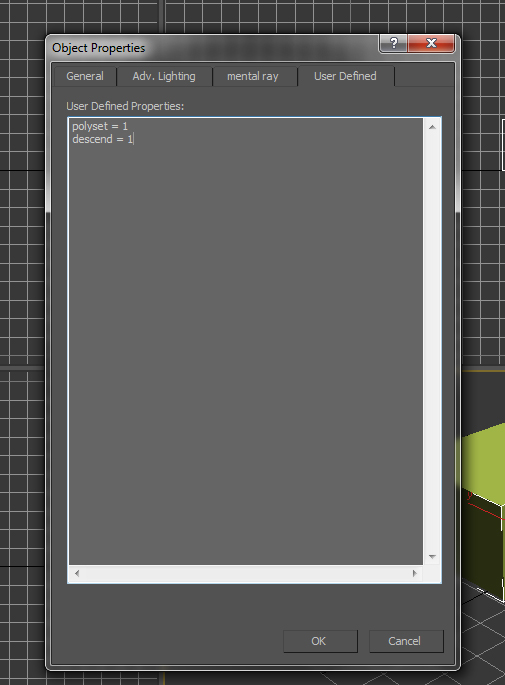 Object Properties
?
General
Adv. Lighting
mental ray
User Defined
User Defined Properties:
polyset = 1
descend = 1
OK
Cancel